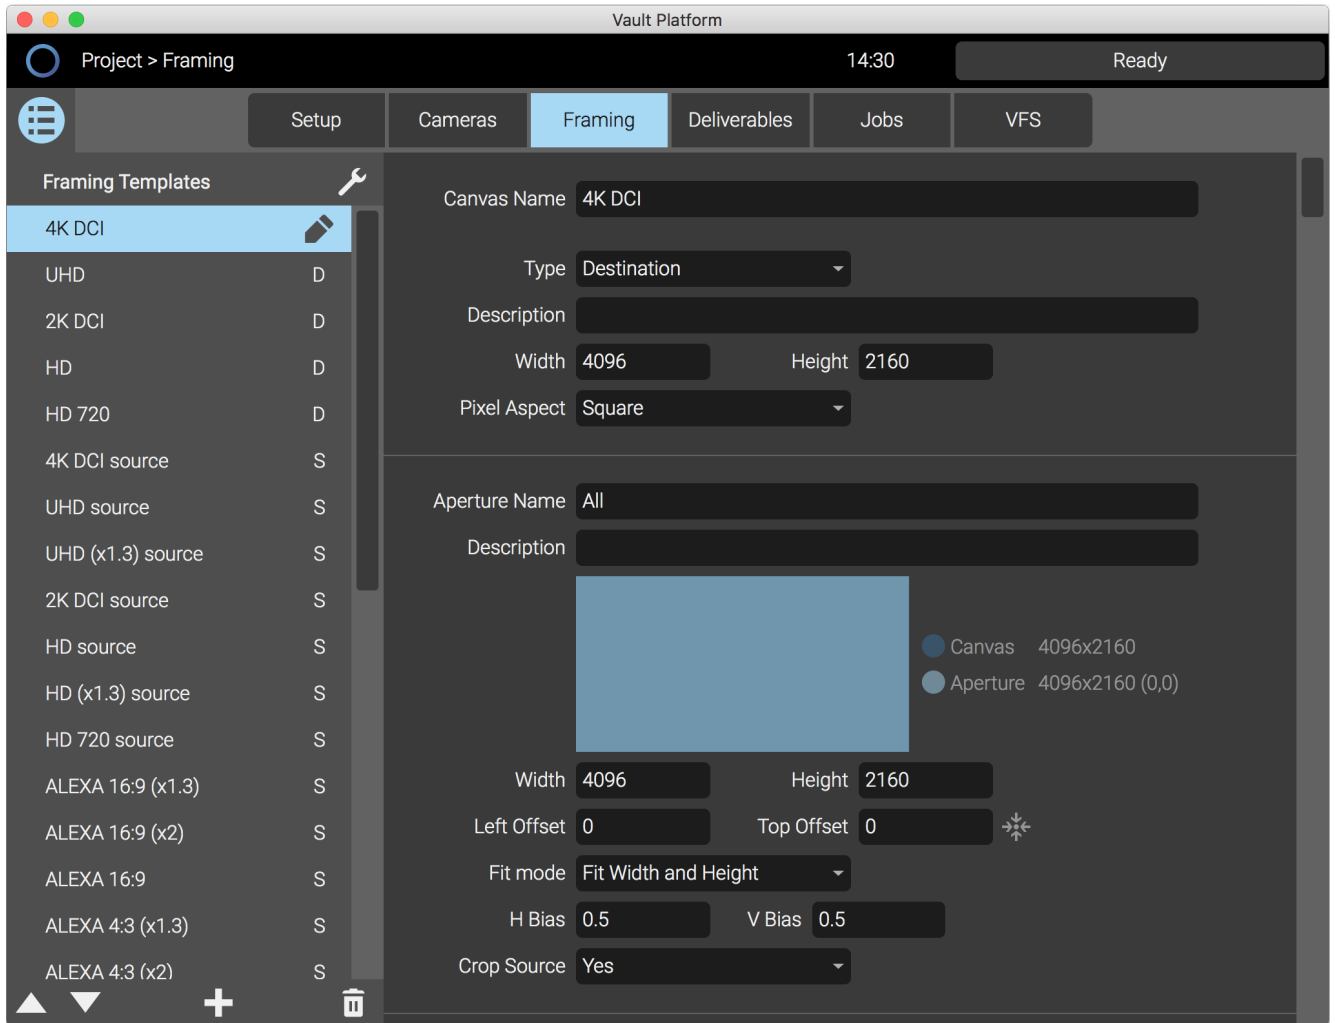 Vault Platform
Project > Framing
14:30
Ready
Setup
Cameras
Framing
Deliverables
Jobs
VFS
Framing Templates
4K DCI
UHD D
2K DCI D
HD D
HD 720 D
4K DCI source S
UHD source S
UHD (x1.3) source S
2K DCI source S
HD source S
HD (x1.3) source S
HD 720 source S
ALEXA 16:9 (x1.3) S
ALEXA 16:9 (x2) S
ALEXA 16:9 S
ALEXA 4:3 (x1.3) S
ALEXA 4:3 (x2) S
Canvas Name 4K DCI
Type Destination
Description
Width 4096 Height 2160
Pixel Aspect Square
Aperture Name All
Description
Canvas 4096x2160
Aperture 4096x2160 (0,0)
Width 4096 Height 2160
Left Offset 0 Top Offset 0
Fit mode Fit Width and Height
H Bias 0.5 V Bias 0.5
Crop Source Yes